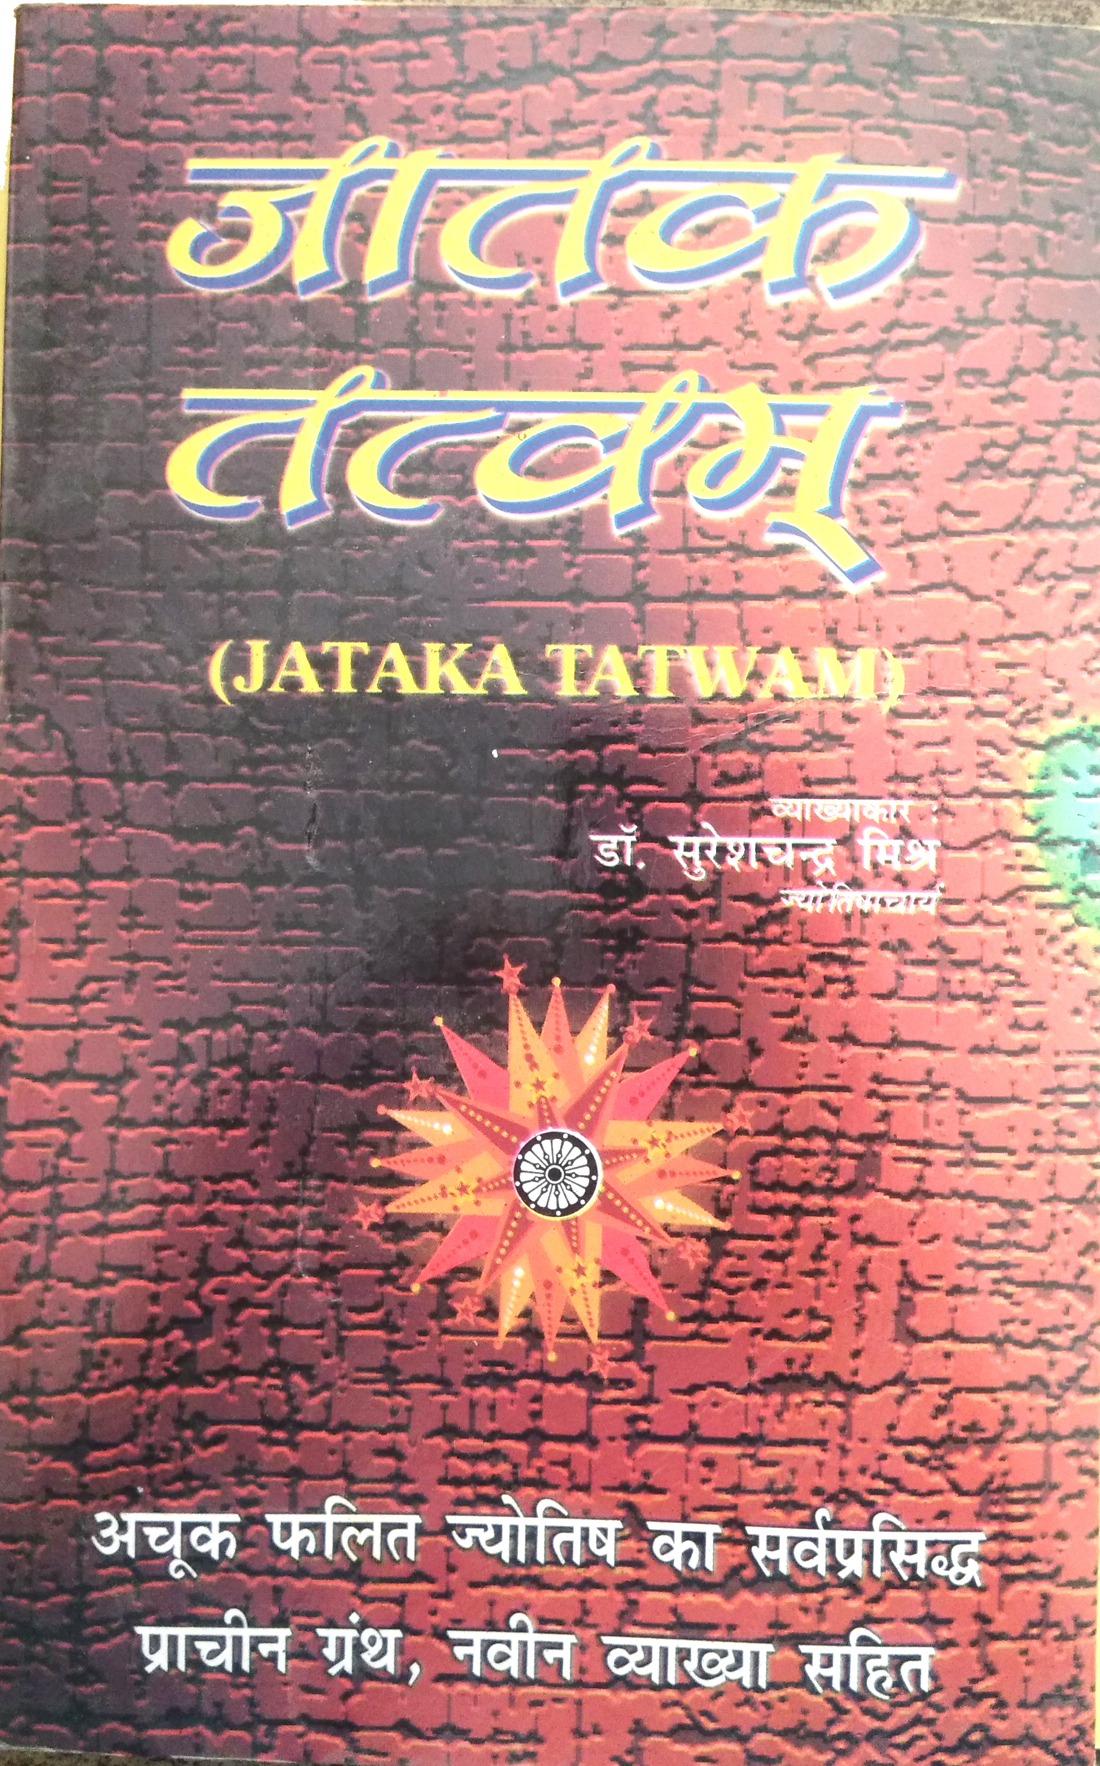 जातक
तत्वम्
(JATAKA TATWAM)
व्याख्याकार :
डॉ. सुरेशचन्द्र मिश्र
ज्योतिषाचार्य
अचूक फलित ज्योतिष का सर्वप्रसिद्ध
प्राचीन ग्रंथ, नवीन व्याख्या सहित